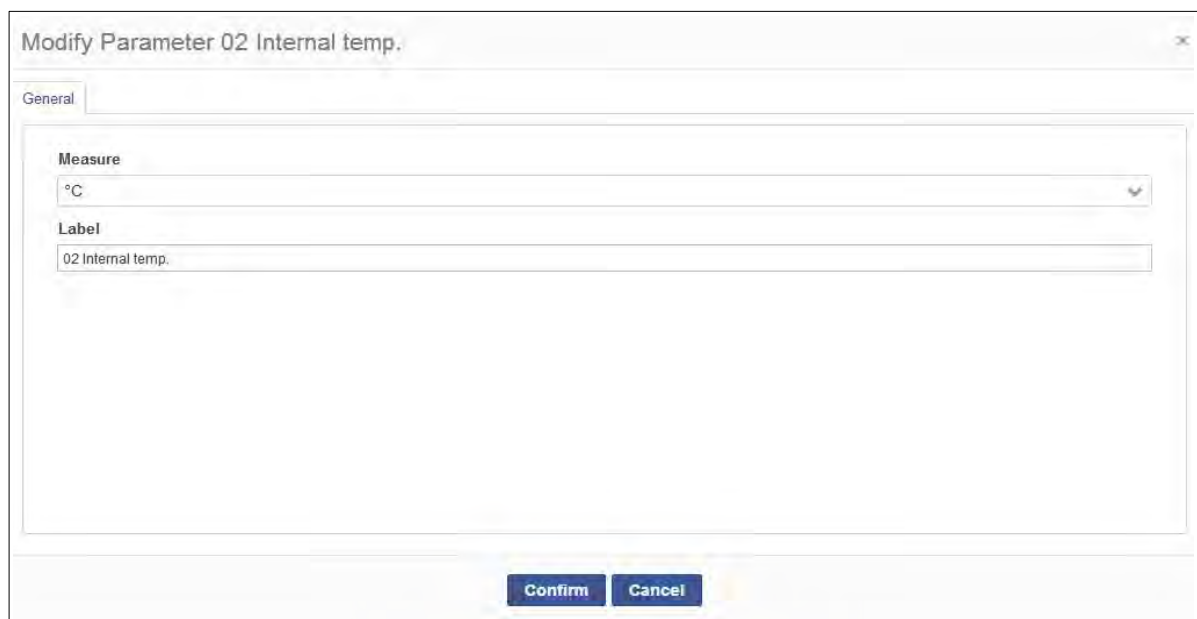 Modify Parameter 02 Internal temp.
General
Measure
°C
Label
02 Internal temp.
Confirm Cancel